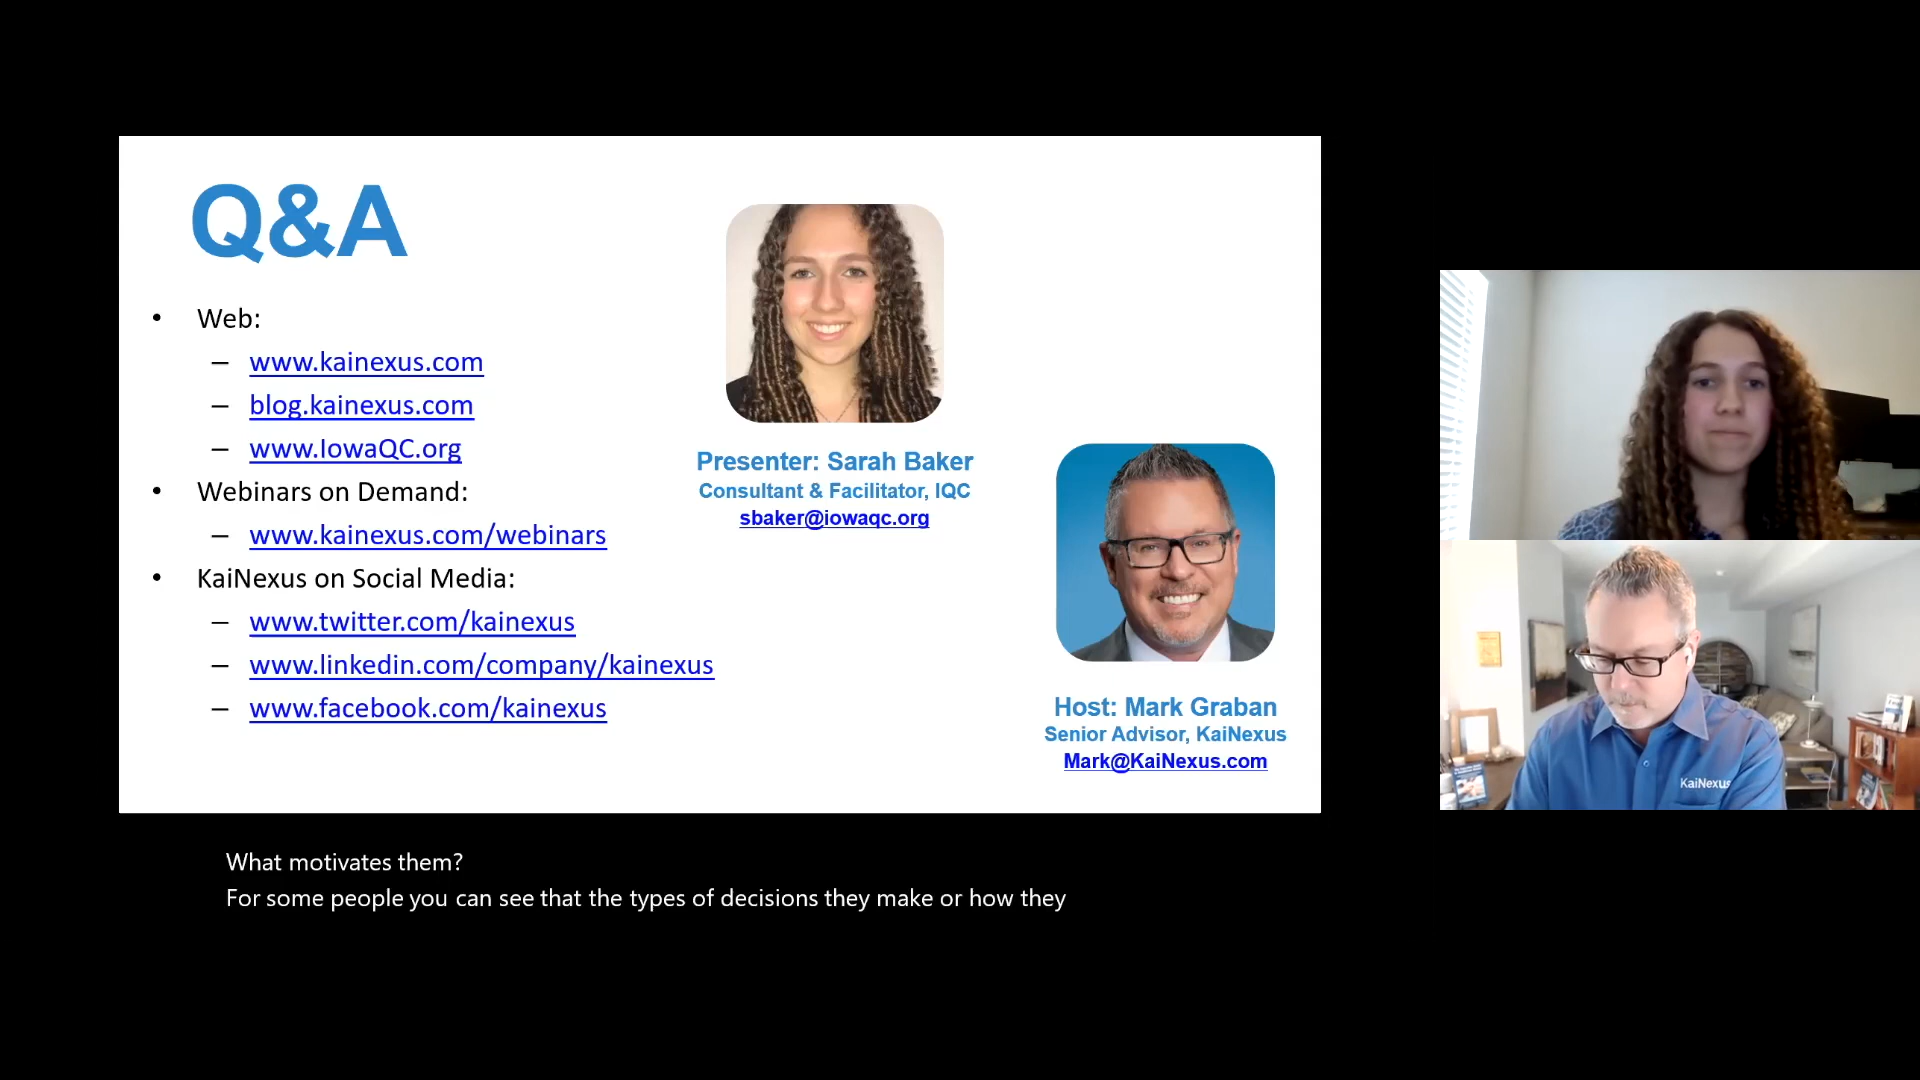 Q&A
• Web:
– www.kainexus.com
– blog.kainexus.com
– www.IowaQC.org
• Webinars on Demand:
– www.kainexus.com/webinars
• KaiNexus on Social Media:
– www.twitter.com/kainexus
– www.linkedin.com/company/kainexus
– www.facebook.com/kainexus
Presenter: Sarah Baker
Consultant & Facilitator, IQC
sbaker@iowaqc.org
Host: Mark Graban
Senior Advisor, KaiNexus
Mark@KaiNexus.com
KaiNexus
What motivates them?
For some people you can see that the types of decisions they make or how they